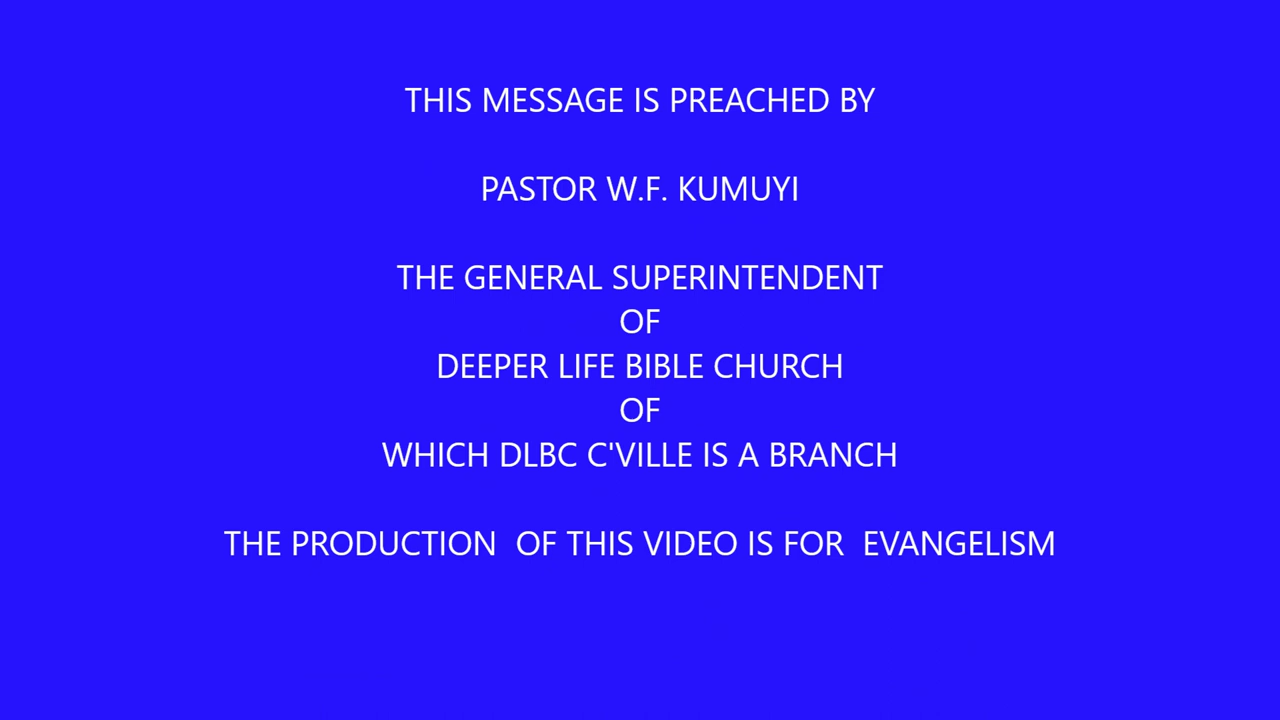 THIS MESSAGE IS PREACHED BY
PASTOR W.F. KUMUYI
THE GENERAL SUPERINTENDENT
OF
DEEPER LIFE BIBLE CHURCH
OF
WHICH DLBC C'VILLE IS A BRANCH
THE PRODUCTION  OF THIS VIDEO IS FOR  EVANGELISM